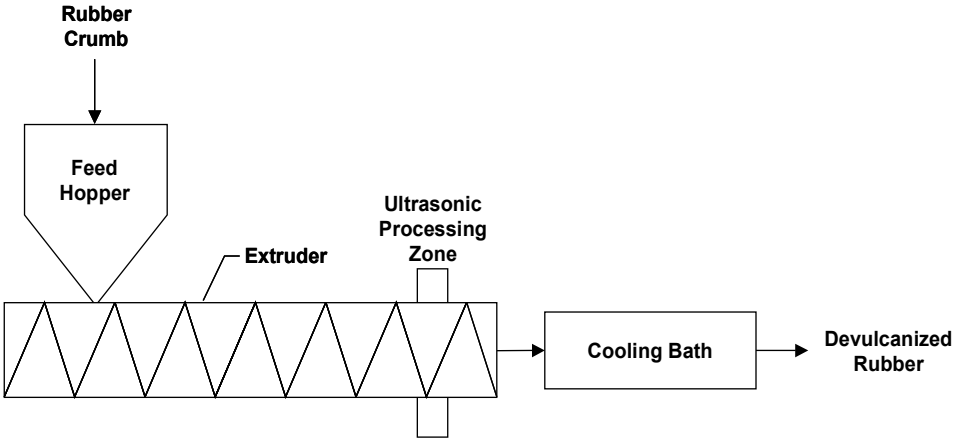 Rubber
Crumb
Feed
Hopper
Ultrasonic
Processing
Zone
Extruder
Cooling Bath
Devulcanized
Rubber